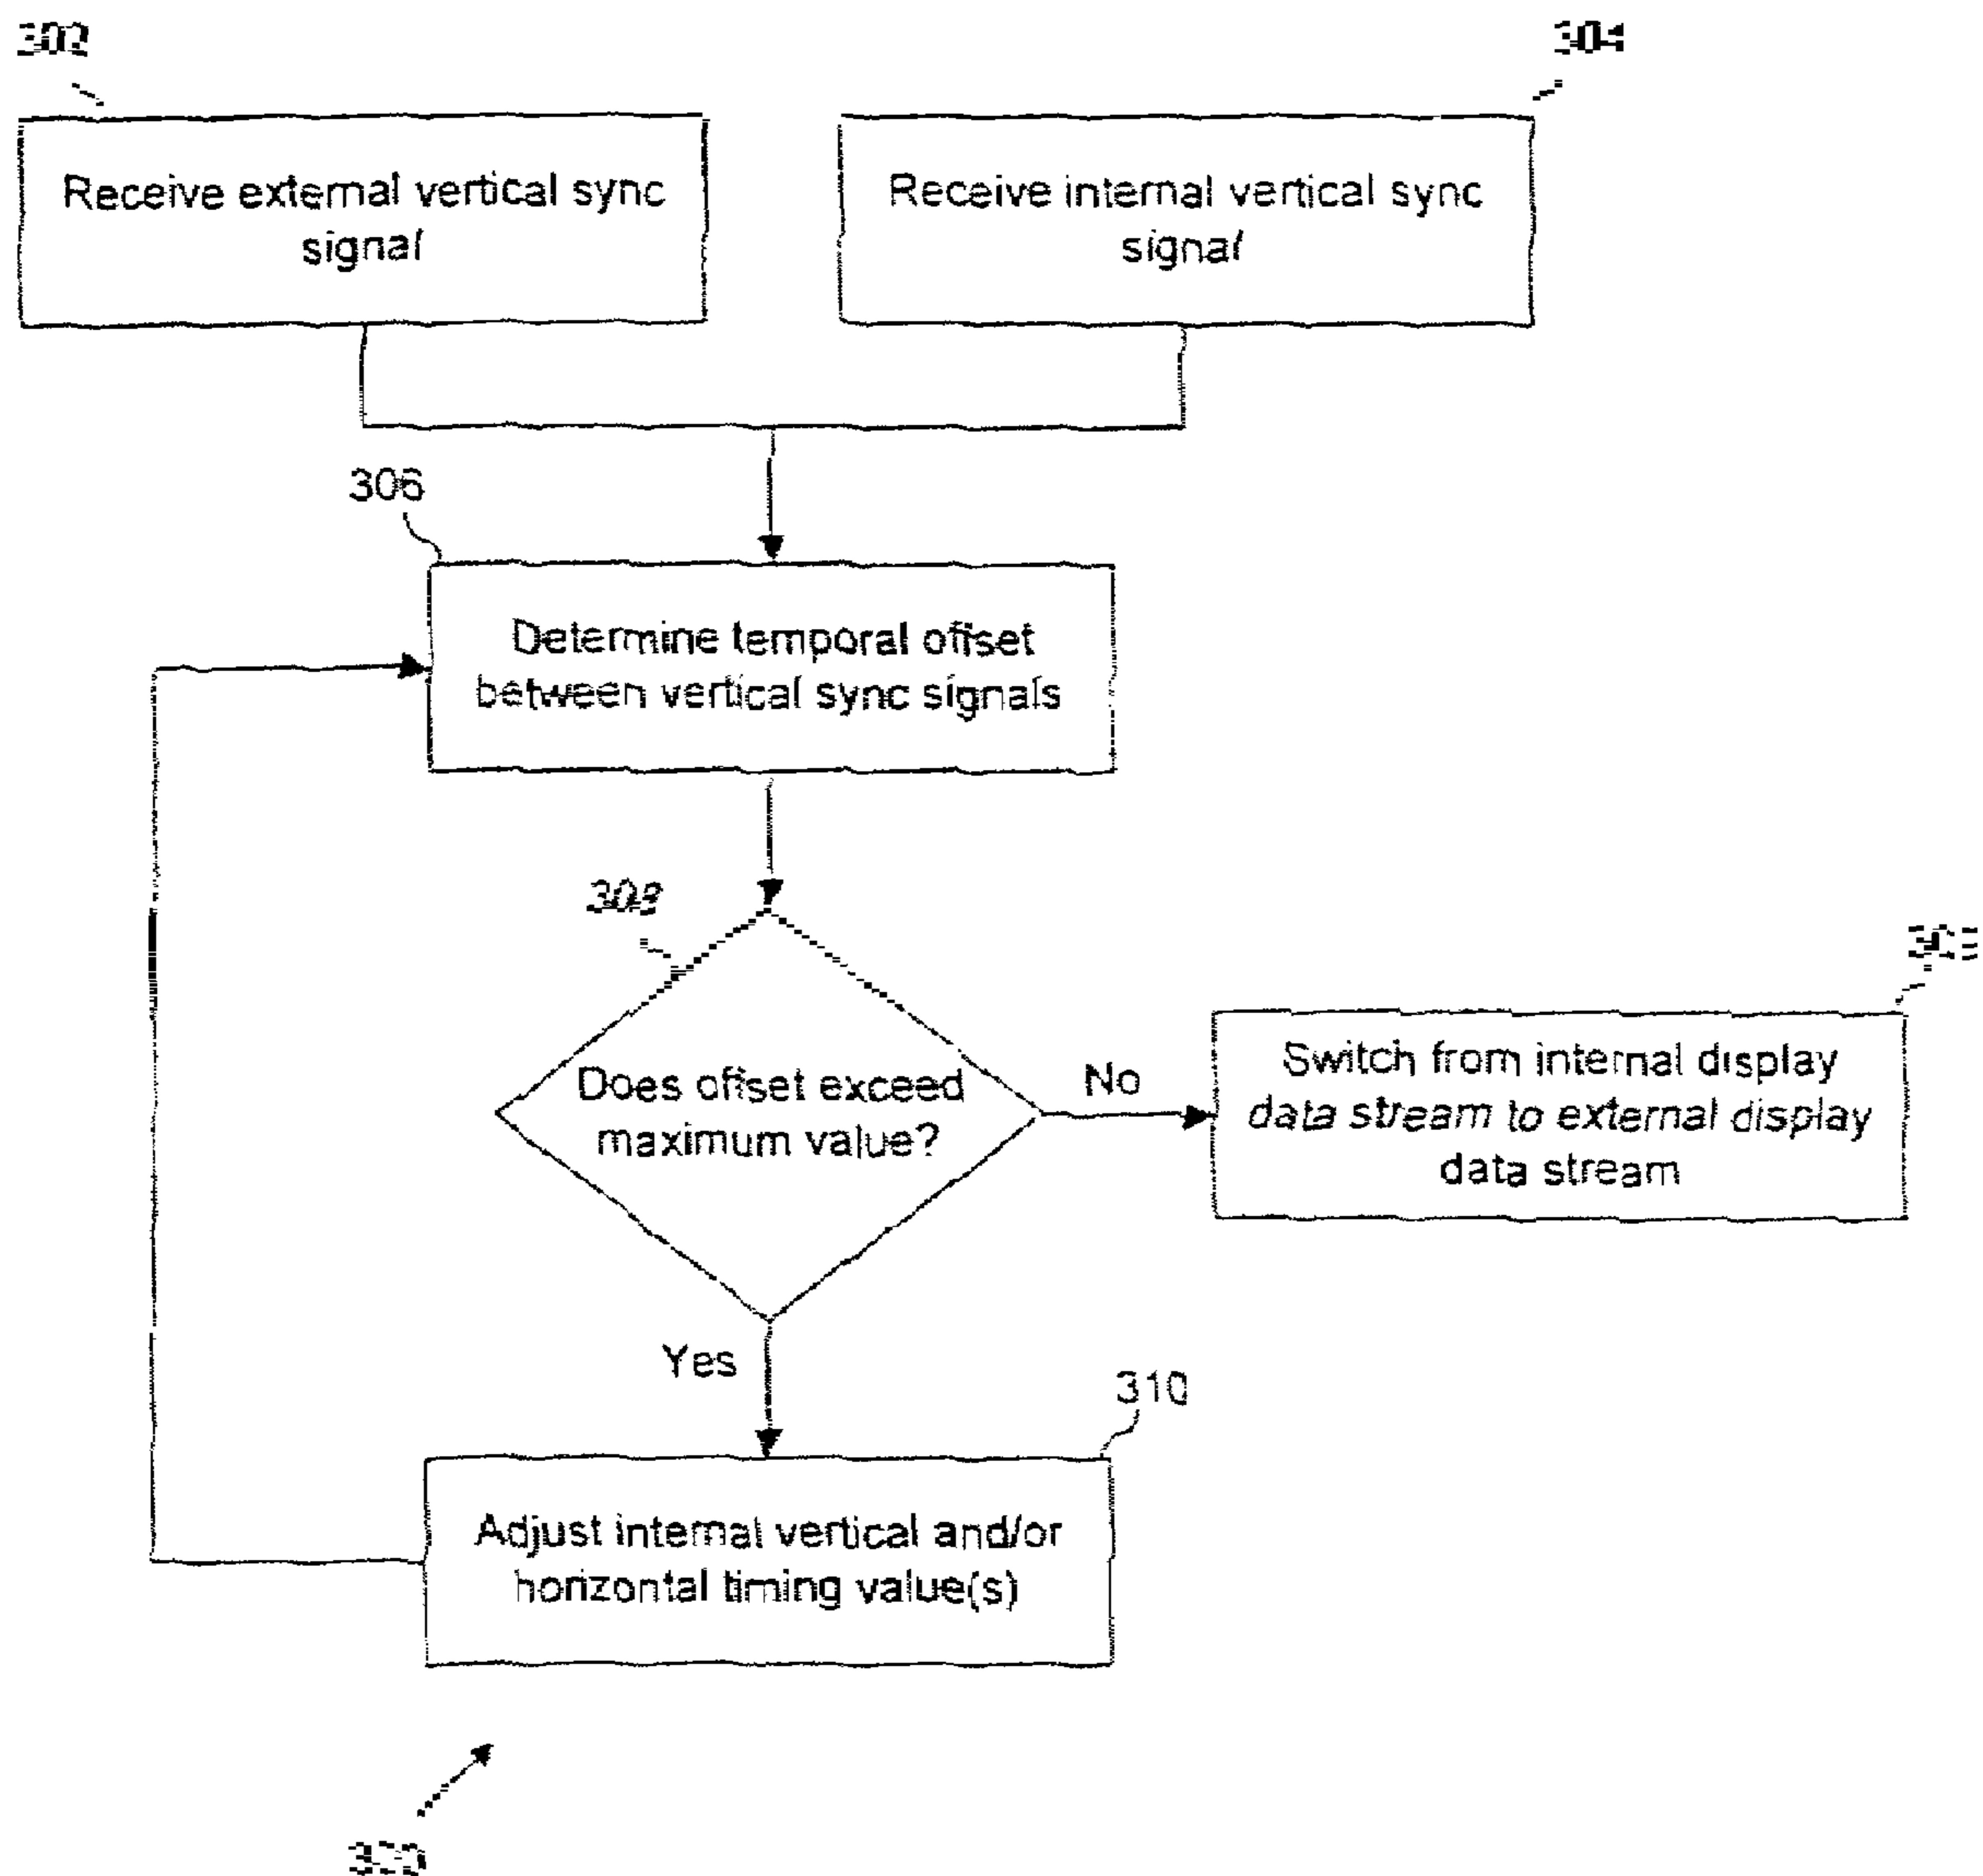 302
304
Receive external vertical sync
signal
Receive internal vertical sync
signal
306
Determine temporal offset
between vertical sync signals
308
Does offset exceed
maximum value?
No
Switch from internal display
data stream to external display
data stream
Yes
310
Adjust internal vertical and/or
horizontal timing value(s)